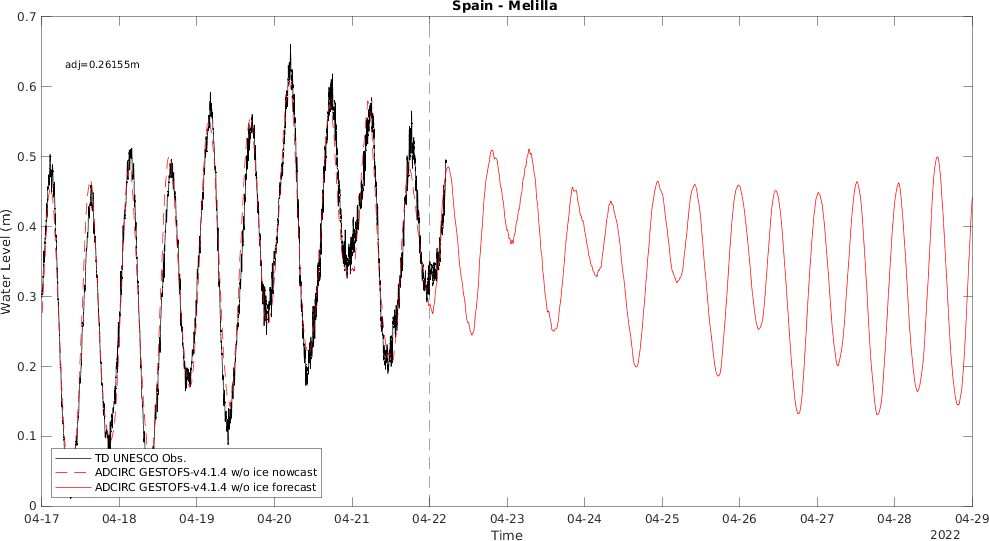 Spain - Melilla
0.7
adj=0.26155m
0.6
0.5
0.4
0.3
0.2
0.1
0
Water Level (m)
TD UNESCO Obs.
ADCIRC GESTOFS-v4.1.4 w/o ice nowcast
ADCIRC GESTOFS-v4.1.4 w/o ice forecast
04-17 04-18 04-19 04-20 04-21 04-22 04-23 04-24 04-25 04-26 04-27 04-28 04-29
Time
2022